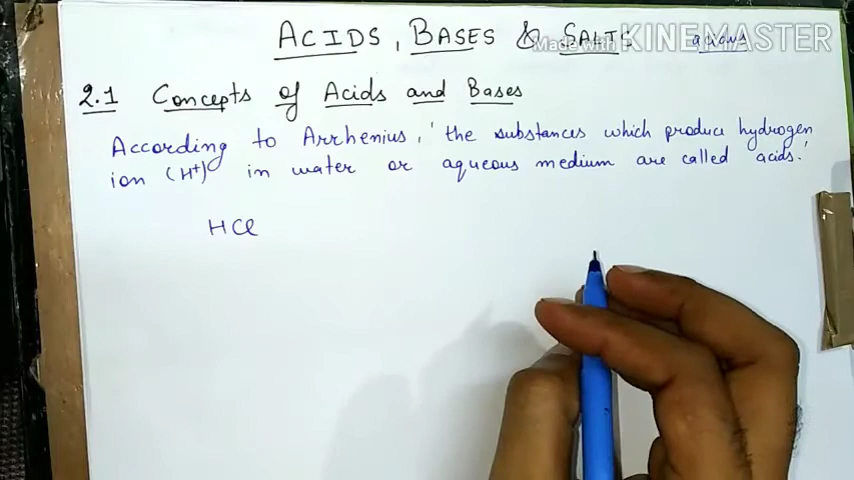 ACIDS, BASES & SALTS
Made with KINEMASTER
2.1 Concepts of Acids and Bases
According to Arrhenius, 'the substances which produce hydrogen
ion (H+) in water or aqueous medium are called acids.'
HCl